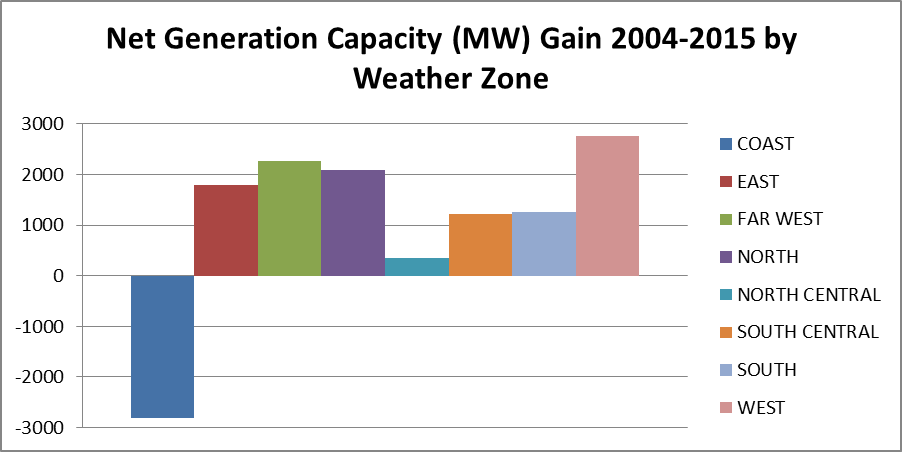 Net Generation Capacity (MW) Gain 2004-2015 by
Weather Zone
3000
2000
1000
0
-1000
-2000
-3000
COAST
EAST
FAR WEST
NORTH
NORTH CENTRAL
SOUTH CENTRAL
SOUTH
WEST